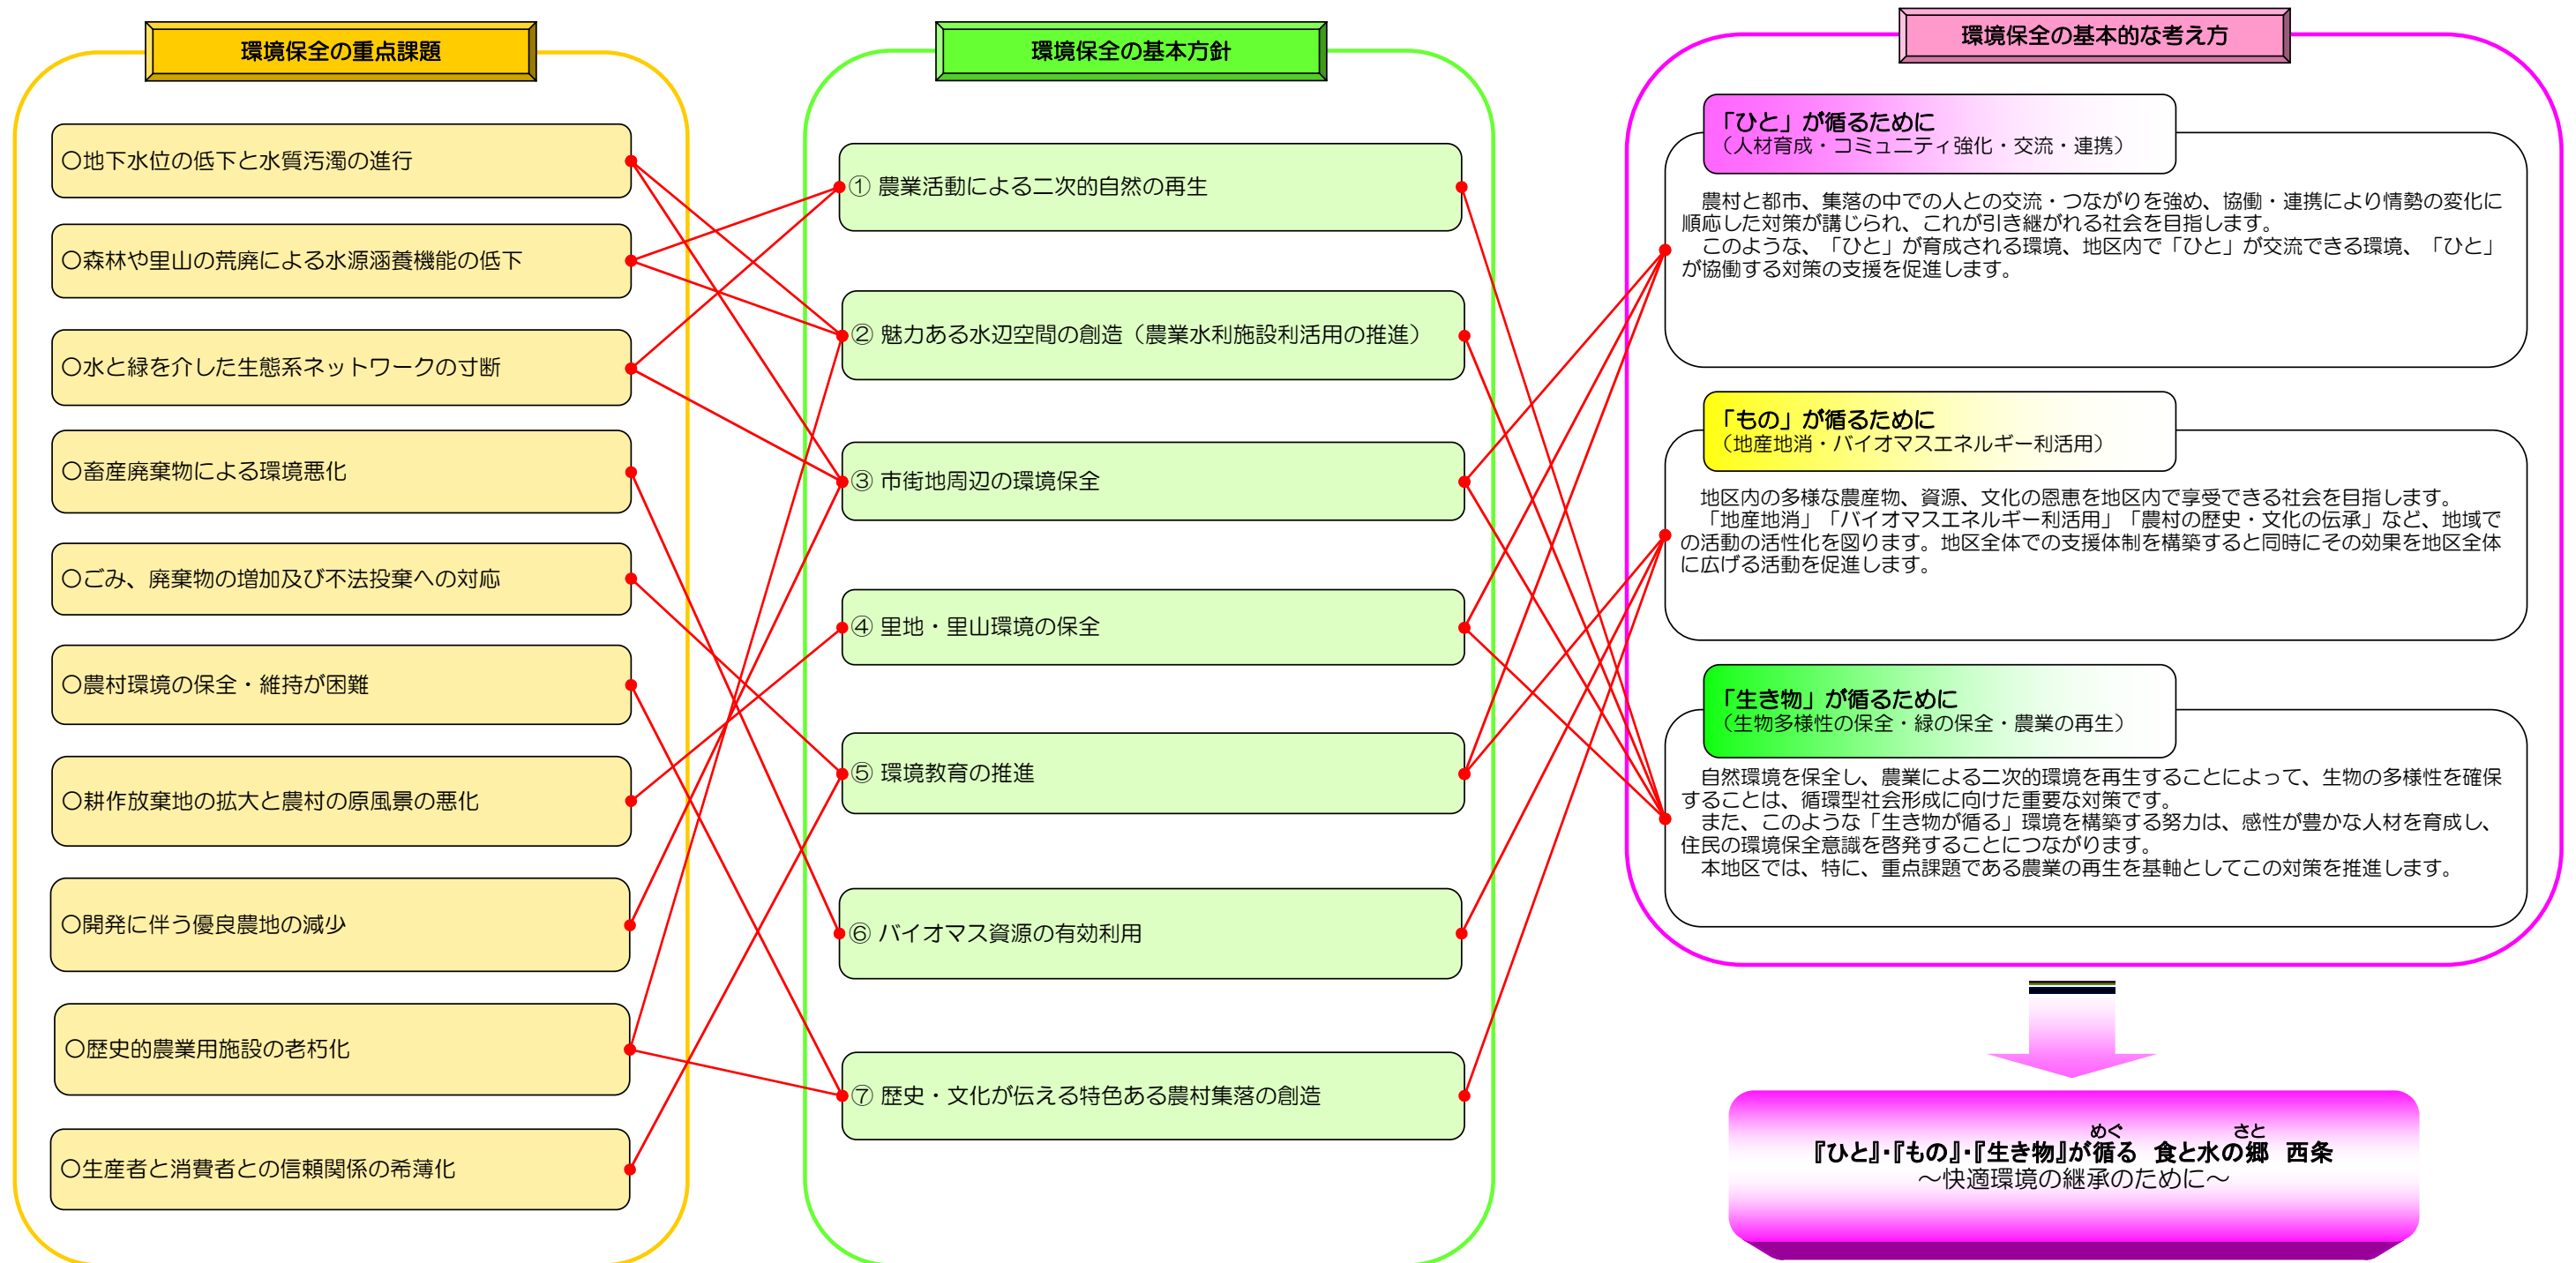 環境保全の重点課題
〇地下水位の低下と水質汚濁の進行
〇森林や里山の荒廃による水源涵養機能の低下
〇水と緑を介した生態系ネットワークの寸断
〇畜産廃棄物による環境悪化
〇ごみ、廃棄物の増加及び不法投棄への対応
〇農村環境の保全・維持が困難
〇耕作放棄地の拡大と農村の原風景の悪化
〇開発に伴う優良農地の減少
〇歴史的農業用施設の老朽化
〇生産者と消費者との信頼関係の希薄化
環境保全の基本方針
① 農業活動による二次的自然の再生
② 魅力ある水辺空間の創造（農業水利施設利活用の推進）
③ 市街地周辺の環境保全
④ 里地・里山環境の保全
⑤ 環境教育の推進
⑥ バイオマス資源の有効利用
⑦ 歴史・文化が伝える特色ある農村集落の創造
環境保全の基本的な考え方
「ひと」が循るために
（人材育成・コミュニティ強化・交流・連携）
農村と都市、集落の中での人との交流・つながりを強め、協働・連携により情勢の変化に
順応した対策が講じられ、これが引き継がれる社会を目指します。
このような、「ひと」が育成される環境、地区内で「ひと」が交流できる環境、「ひと」
が協働する対策の支援を促進します。
「もの」が循るために
（地産地消・バイオマスエネルギー利活用）
地区内の多様な農産物、資源、文化の恩恵を地区内で享受できる社会を目指します。
「地産地消」「バイオマスエネルギー利活用」「農村の歴史・文化の伝承」など、地域で
の活動の活性化を図ります。地区全体での支援体制を構築すると同時にその効果を地区全体
に広げる活動を促進します。
「生き物」が循るために
（生物多様性の保全・緑の保全・農業の再生）
自然環境を保全し、農業による二次的環境を再生することによって、生物の多様性を確保
することは、循環型社会形成に向けた重要な対策です。
また、このような「生き物が循る」環境を構築する努力は、感性が豊かな人材を育成し、
住民の環境保全意識を啓発することにつながります。
本地区では、特に、重点課題である農業の再生を基軸としてこの対策を推進します。
めぐ　さと
『ひと』・『もの』・『生き物』が循る　食と水の郷　西条
～快適環境の継承のために～